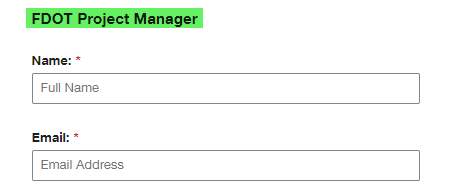 FDOT Project Manager
Name: *
Full Name
Email: *
Email Address